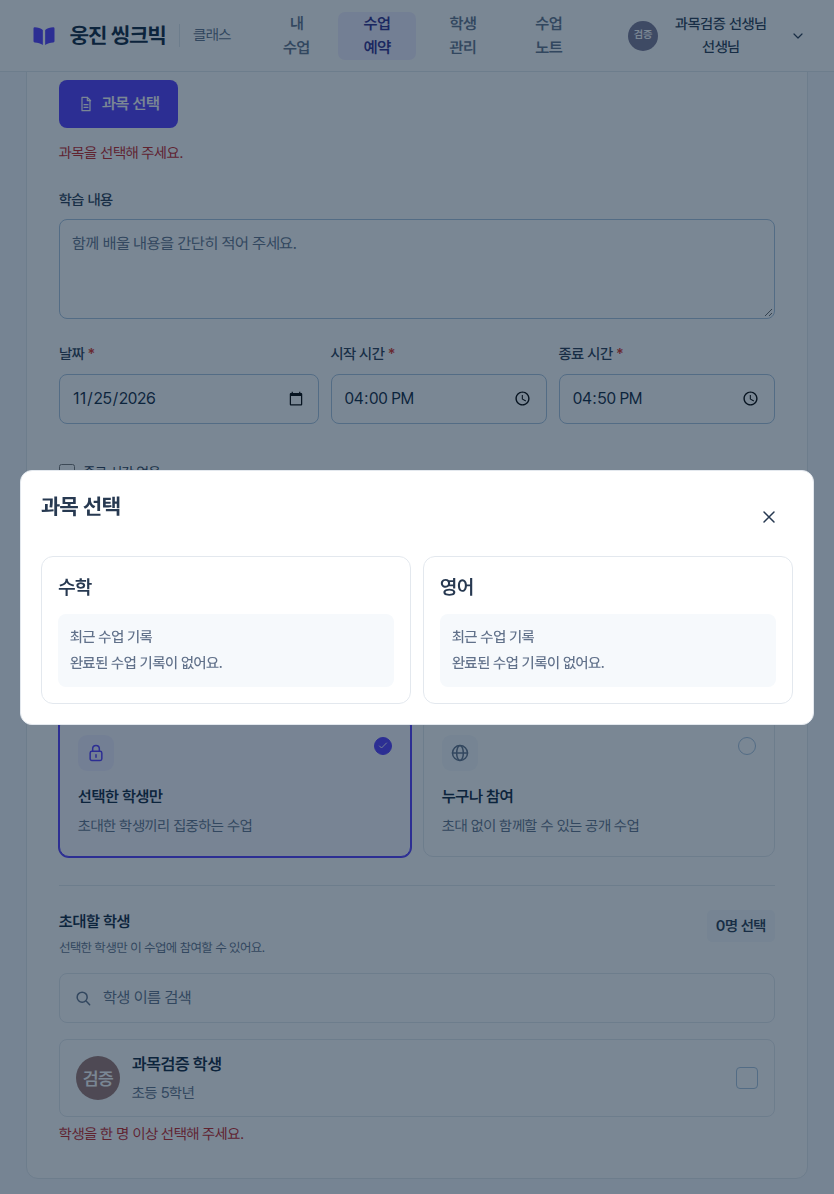 웅진 씽크빅
클래스
내
수업
수업
예약
학생
관리
수업
노트
검증
과목검증 선생님
선생님
과목 선택
과목을 선택해 주세요.
학습 내용
함께 배울 내용을 간단히 적어 주세요.
날짜 *
시작 시간 *
종료 시간 *
11/25/2026
04:00 PM
04:50 PM
과목 선택
수학
최근 수업 기록
완료된 수업 기록이 없어요.
영어
최근 수업 기록
완료된 수업 기록이 없어요.
선택한 학생만
초대한 학생끼리 집중하는 수업
누구나 참여
초대 없이 함께할 수 있는 공개 수업
초대할 학생
0명 선택
선택한 학생만 이 수업에 참여할 수 있어요.
학생 이름 검색
검증
과목검증 학생
초등 5학년
학생을 한 명 이상 선택해 주세요.